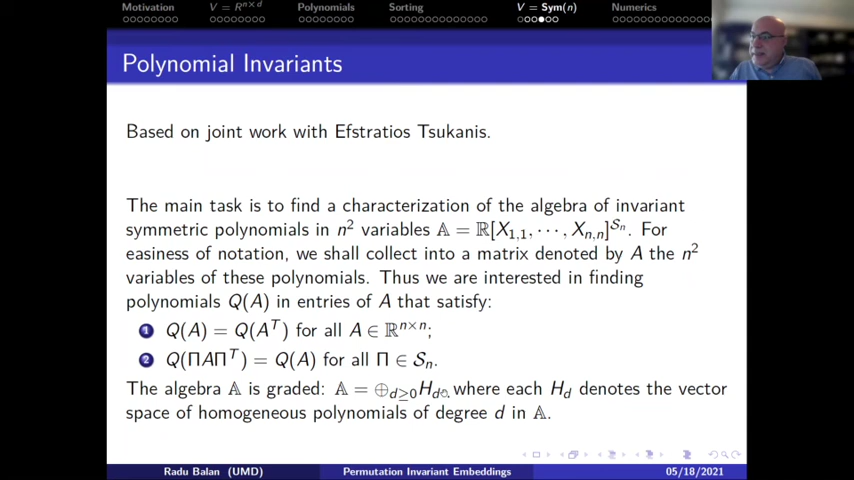 Motivation V = R^{n×d} Polynomials Sorting V = Sym(n) Numerics
Polynomial Invariants
Based on joint work with Efstratios Tsukanis.
The main task is to find a characterization of the algebra of invariant
symmetric polynomials in n² variables 𝔸 = ℝ[X_{1,1}, ⋯ , X_{n,n}]^{𝒮_n}. For
easiness of notation, we shall collect into a matrix denoted by A the n²
variables of these polynomials. Thus we are interested in finding
polynomials Q(A) in entries of A that satisfy:
1 Q(A) = Q(A^T) for all A ∈ ℝ^{n×n};
2 Q(ΠAΠ^T) = Q(A) for all Π ∈ 𝒮_n.
The algebra 𝔸 is graded: 𝔸 = ⊕_{d≥0}H_d, where each H_d denotes the vector
space of homogeneous polynomials of degree d in 𝔸.
Radu Balan (UMD) Permutation Invariant Embeddings 05/18/2021